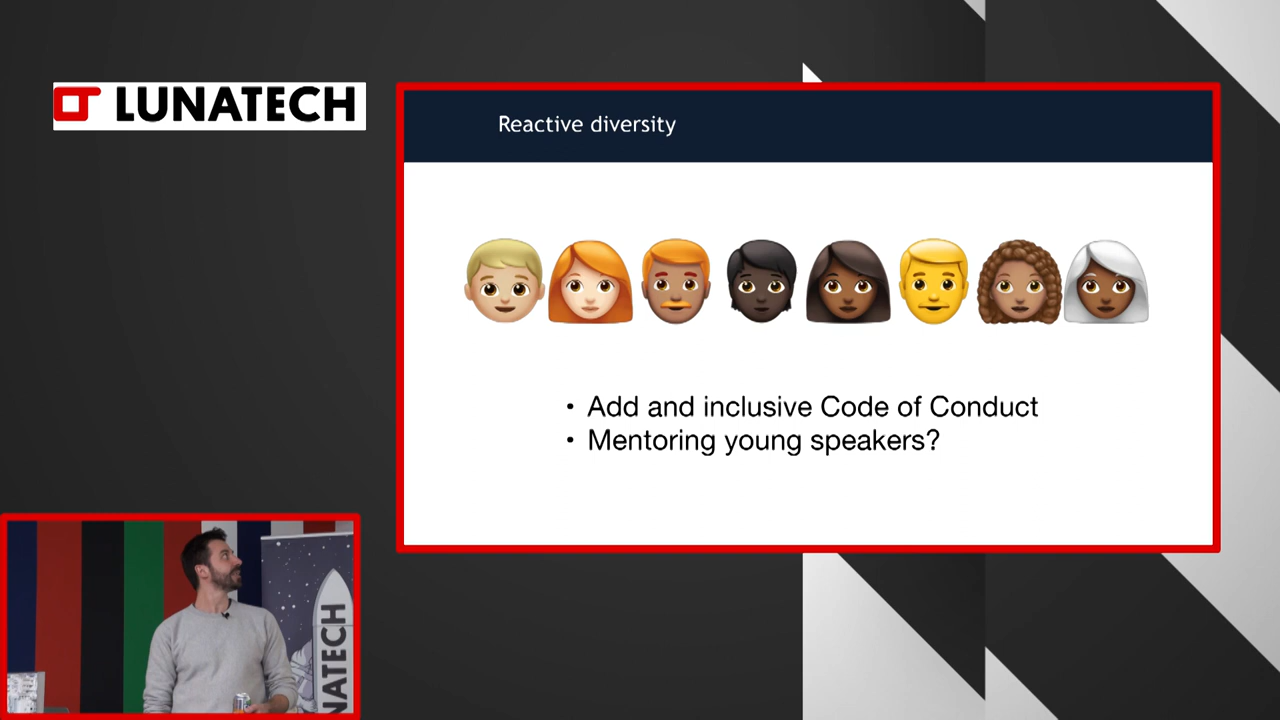 LUNATECH
Reactive diversity
• Add and inclusive Code of Conduct
• Mentoring young speakers?
NATECH